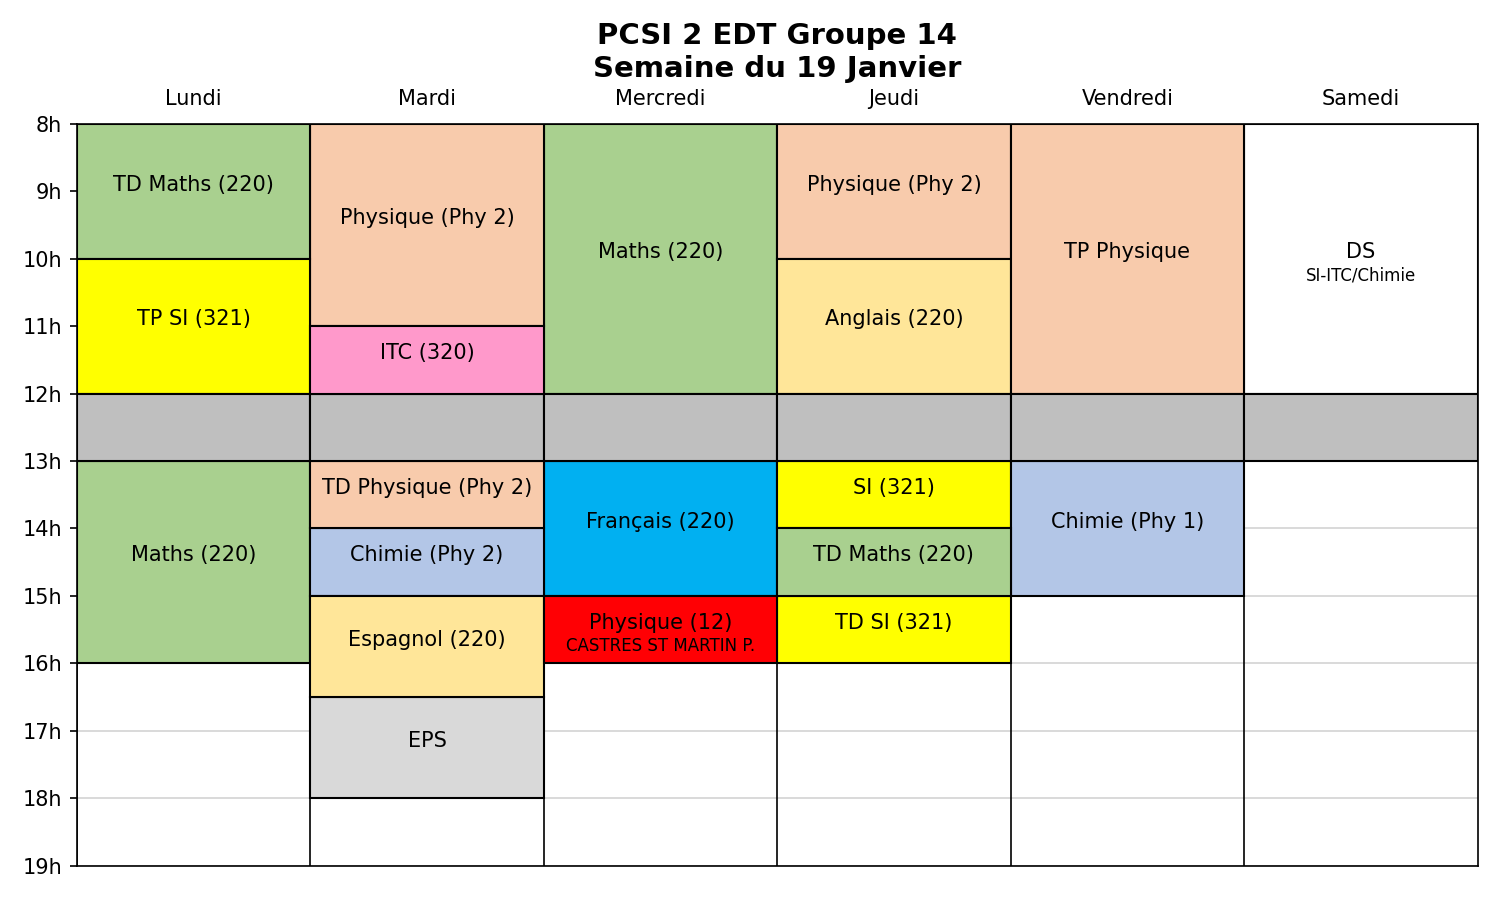 PCSI 2 EDT Groupe 14
Semaine du 19 Janvier
Lundi Mardi Mercredi Jeudi Vendredi Samedi
8h
9h
10h
11h
12h
13h
14h
15h
16h
17h
18h
19h
TD Maths (220)
TP SI (321)
Maths (220)
Physique (Phy 2)
ITC (320)
TD Physique (Phy 2)
Chimie (Phy 2)
Espagnol (220)
EPS
Maths (220)
Français (220)
Physique (12)
CASTRES ST MARTIN P.
Physique (Phy 2)
Anglais (220)
SI (321)
TD Maths (220)
TD SI (321)
TP Physique
Chimie (Phy 1)
DS
SI-ITC/Chimie